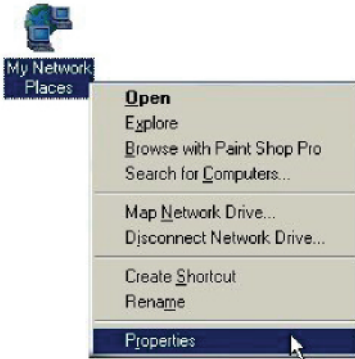 My Network
Places
Open
Explore
Browse with Paint Shop Pro
Search for Computers...
Map Network Drive...
Disconnect Network Drive...
Create Shortcut
Rename
Properties